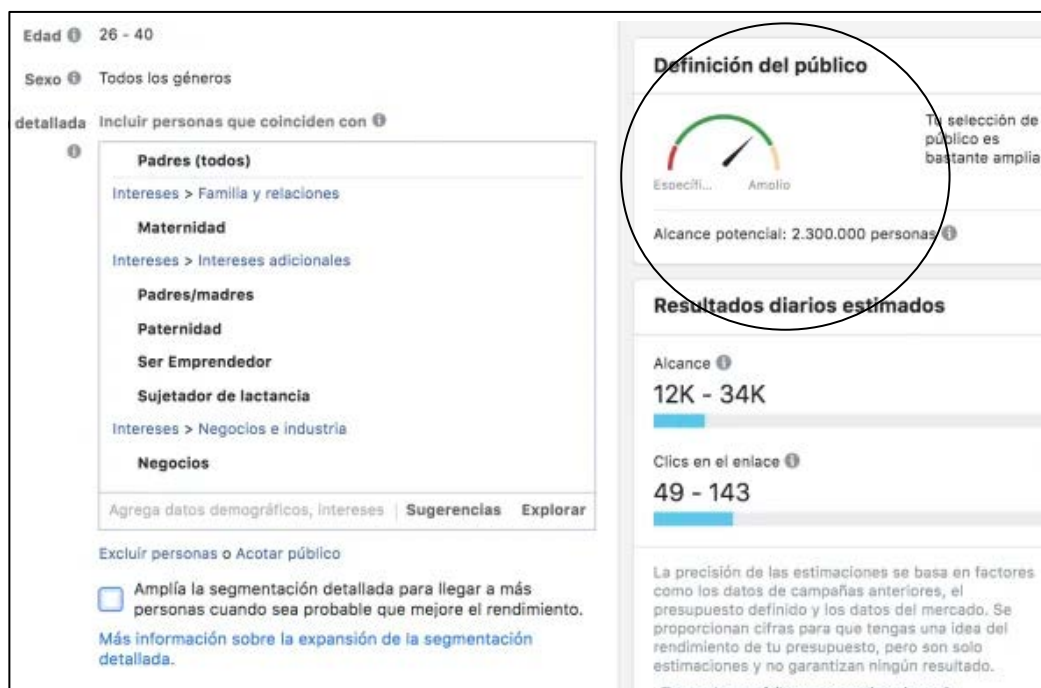 Edad 26 - 40
Sexo Todos los géneros
detallada Incluir personas que coinciden con
Padres (todos)
Intereses > Familia y relaciones
Maternidad
Intereses > Intereses adicionales
Padres/madres
Paternidad
Ser Emprendedor
Sujetador de lactancia
Intereses > Negocios e industria
Negocios
Agrega datos demográficos, intereses | Sugerencias Explorar
Excluir personas o Acotar público
Amplía la segmentación detallada para llegar a más
personas cuando sea probable que mejore el rendimiento.
Más información sobre la expansión de la segmentación
detallada.
Definición del público
Tu selección de
público es
bastante amplia
Específi... Amplio
Alcance potencial: 2.300.000 personas
Resultados diarios estimados
Alcance
12K - 34K
Clics en el enlace
49 - 143
La precisión de las estimaciones se basa en factores
como los datos de campañas anteriores, el
presupuesto definido y los datos del mercado. Se
proporcionan cifras para que tengas una idea del
rendimiento de tu presupuesto, pero son solo
estimaciones y no garantizan ningún resultado.